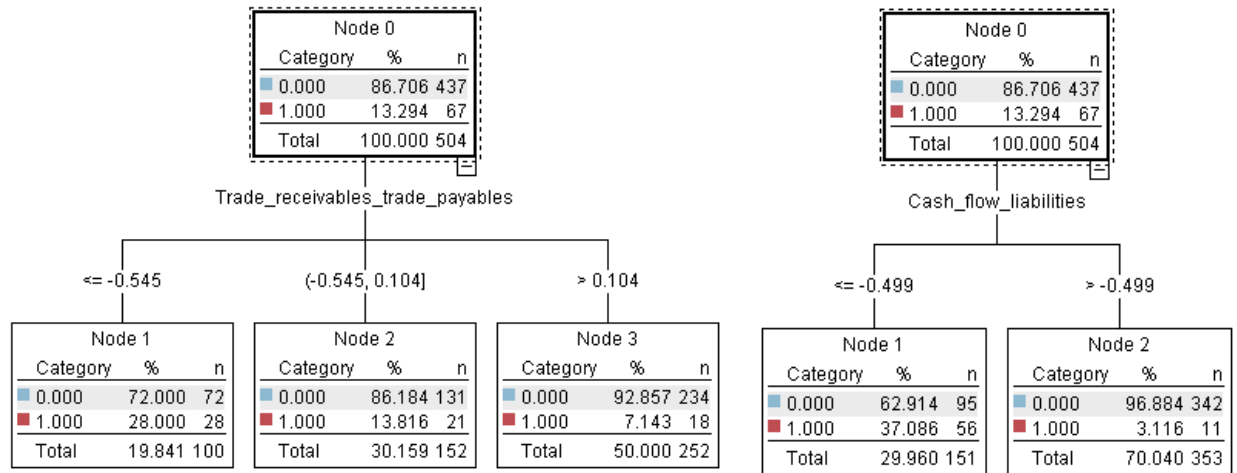 Node 0
Category % n
0.000 86.706 437
1.000 13.294 67
Total 100.000 504
Trade_receivables_trade_payables
<= -0.545
(-0.545, 0.104]
> 0.104
Node 1
Category % n
0.000 72.000 72
1.000 28.000 28
Total 19.841 100
Node 2
Category % n
0.000 86.184 131
1.000 13.816 21
Total 30.159 152
Node 3
Category % n
0.000 92.857 234
1.000 7.143 18
Total 50.000 252
Node 0
Category % n
0.000 86.706 437
1.000 13.294 67
Total 100.000 504
Cash_flow_liabilities
<= -0.499
> -0.499
Node 1
Category % n
0.000 62.914 95
1.000 37.086 56
Total 29.960 151
Node 2
Category % n
0.000 96.884 342
1.000 3.116 11
Total 70.040 353